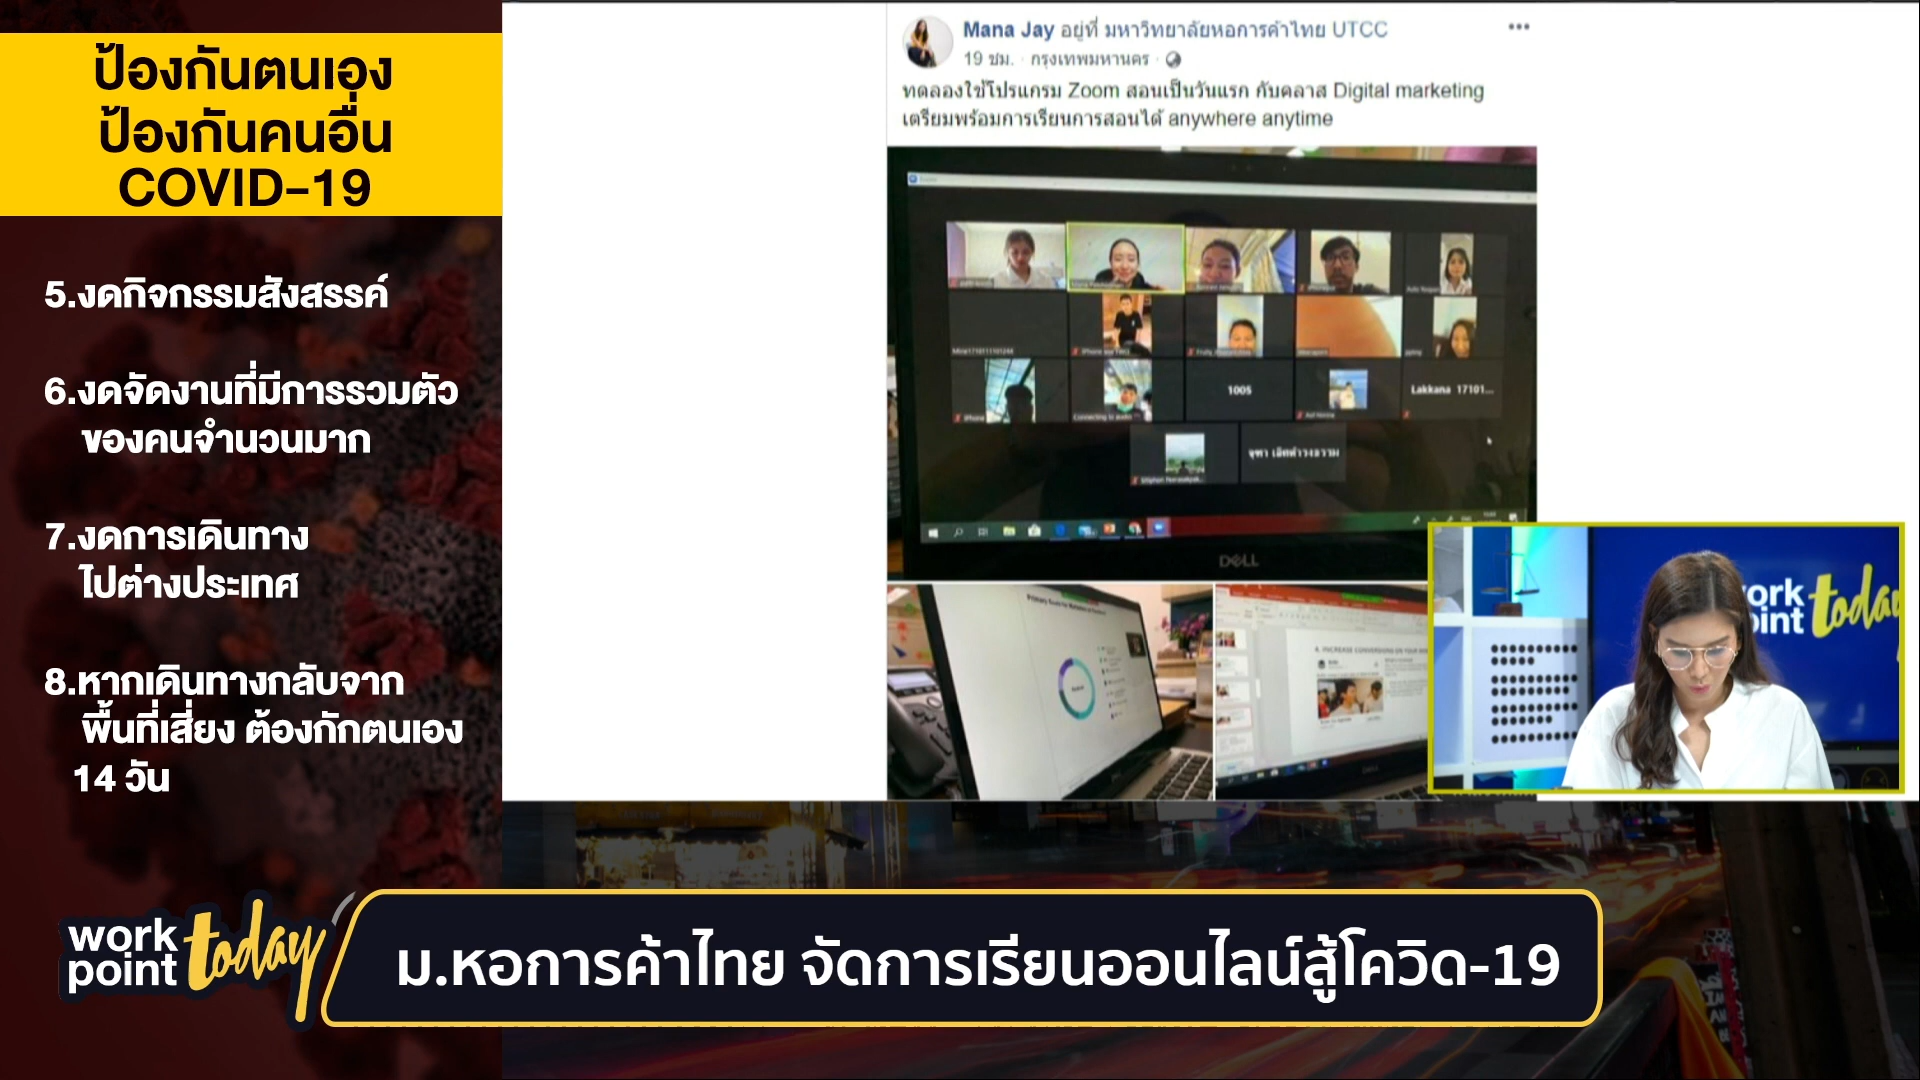 ป้องกันตนเอง
ป้องกันคนอื่น
COVID-19
5.งดกิจกรรมสังสรรค์
6.งดจัดงานที่มีการรวมตัว
ของคนจำนวนมาก
7.งดการเดินทาง
ไปต่างประเทศ
8.หากเดินทางกลับจาก
พื้นที่เสี่ยง ต้องกักตนเอง
14 วัน
Mana Jay อยู่ที่ มหาวิทยาลัยหอการค้าไทย UTCC
19 ชม. · กรุงเทพมหานคร ·
ทดลองใช้โปรแกรม Zoom สอนเป็นวันแรก กับคลาส Digital marketing
เตรียมพร้อมการเรียนการสอนได้ anywhere anytime
1005
Lakkana 17101...
DELL
4. INCREASE CONVERSIONS ON YOUR
ork
oint today
work
point today
ม.หอการค้าไทย จัดการเรียนออนไลน์สู้โควิด-19